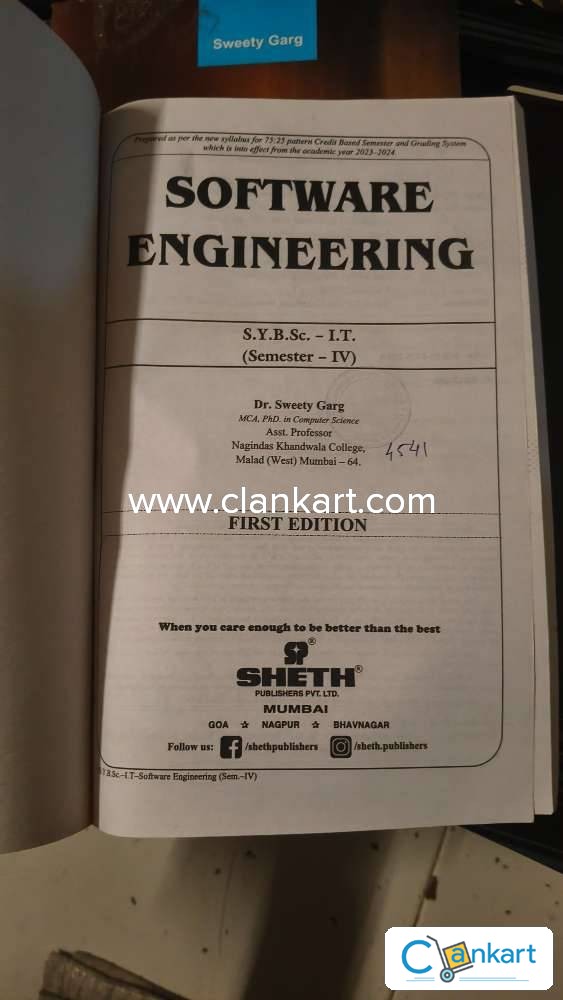 Sweety Garg
Prepared as per the new syllabus for 75:25 pattern Credit Based Semester and Grading System
which is into effect from the academic year 2023-2024.
SOFTWARE
ENGINEERING
S.Y.B.Sc. – I.T.
(Semester – IV)
Dr. Sweety Garg
MCA, PhD. in Computer Science
Asst. Professor
Nagindas Khandwala College,
Malad (West) Mumbai – 64.
4541
www.clankart.com
FIRST EDITION
When you care enough to be better than the best
SHETH®
PUBLISHERS PVT. LTD.
MUMBAI
GOA ☆ NAGPUR ☆ BHAVNAGAR
Follow us: /shethpublishers /sheth.publishers
S.Y.B.Sc.–I.T–Software Engineering (Sem.–IV)
Clankart